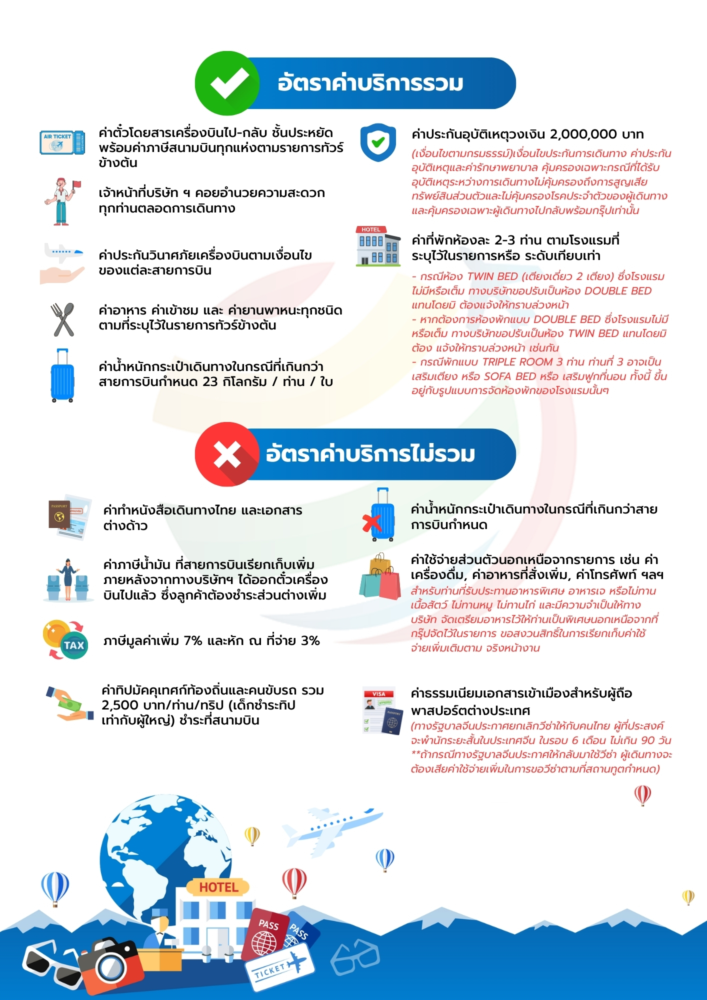 อัตราค่าบริการรวม
AIR TICKET
ค่าตั๋วโดยสารเครื่องบินไป-กลับ ชั้นประหยัด
พร้อมค่าภาษีสนามบินทุกแห่งตามรายการทัวร์
ข้างต้น
เจ้าหน้าที่บริษัท ฯ คอยอำนวยความสะดวก
ทุกท่านตลอดการเดินทาง
ค่าประกันวินาศภัยเครื่องบินตามเงื่อนไข
ของแต่ละสายการบิน
ค่าอาหาร ค่าเข้าชม และ ค่ายานพาหนะทุกชนิด
ตามที่ระบุไว้ในรายการทัวร์ข้างต้น
ค่าน้ำหนักกระเป๋าเดินทางในกรณีที่เกินกว่า
สายการบินกำหนด 23 กิโลกรัม / ท่าน / ใบ
ค่าประกันอุบัติเหตุวงเงิน 2,000,000 บาท
(เงื่อนไขตามกรมธรรม์)เงื่อนไขประกันการเดินทาง ค่าประกัน
อุบัติเหตุและค่ารักษาพยาบาล คุ้มครองเฉพาะกรณีที่ได้รับ
อุบัติเหตุระหว่างการเดินทางไม่คุ้มครองถึงการสูญเสีย
ทรัพย์สินส่วนตัวและไม่คุ้มครองโรคประจำตัวของผู้เดินทาง
และคุ้มครองเฉพาะผู้เดินทางไปกลับพร้อมกรุ๊ปเท่านั้น
HOTEL
ค่าที่พักห้องละ 2-3 ท่าน ตามโรงแรมที่
ระบุไว้ในรายการหรือ ระดับเทียบเท่า
- กรณีห้อง TWIN BED (เตียงเดี่ยว 2 เตียง) ซึ่งโรงแรม
ไม่มีหรือเต็ม ทางบริษัทขอปรับเป็นห้อง DOUBLE BED
แทนโดยมิ ต้องแจ้งให้ทราบล่วงหน้า
- หากต้องการห้องพักแบบ DOUBLE BED ซึ่งโรงแรมไม่มี
หรือเต็ม ทางบริษัทขอปรับเป็นห้อง TWIN BED แทนโดยมิ
ต้อง แจ้งให้ทราบล่วงหน้า เช่นกัน
- กรณีพักแบบ TRIPLE ROOM 3 ท่าน ท่านที่ 3 อาจเป็น
เสริมเตียง หรือ SOFA BED หรือ เสริมฟูกที่นอน ทั้งนี้ ขึ้น
อยู่กับรูปแบบการจัดห้องพักของโรงแรมนั้นๆ
อัตราค่าบริการไม่รวม
PASSPORT
ค่าทำหนังสือเดินทางไทย และเอกสาร
ต่างด้าว
ค่าภาษีน้ำมัน ที่สายการบินเรียกเก็บเพิ่ม
ภายหลังจากทางบริษัทฯ ได้ออกตั๋วเครื่อง
บินไปแล้ว ซึ่งลูกค้าต้องชำระส่วนต่างเพิ่ม
TAX
ภาษีมูลค่าเพิ่ม 7% และหัก ณ ที่จ่าย 3%
ค่าทิปมัคคุเทศก์ท้องถิ่นและคนขับรถ รวม
2,500 บาท/ท่าน/ทริป (เด็กชำระทิป
เท่ากับผู้ใหญ่) ชำระที่สนามบิน
ค่าน้ำหนักกระเป๋าเดินทางในกรณีที่เกินกว่าสาย
การบินกำหนด
ค่าใช้จ่ายส่วนตัวนอกเหนือจากรายการ เช่น ค่า
เครื่องดื่ม, ค่าอาหารที่สั่งเพิ่ม, ค่าโทรศัพท์ ฯลฯ
สำหรับท่านที่รับประทานอาหารพิเศษ อาหารเจ หรือไม่ทาน
เนื้อสัตว์ ไม่ทานหมู ไม่ทานไก่ และมีความจำเป็นให้ทาง
บริษัท จัดเตรียมอาหารไว้ให้ท่านเป็นพิเศษนอกเหนือจากที่
กรุ๊ปจัดไว้ในรายการ ขอสงวนสิทธิ์ในการเรียกเก็บค่าใช้
จ่ายเพิ่มเติมตาม จริงหน้างาน
VISA
APPROVED
PASSPORT
ค่าธรรมเนียมเอกสารเข้าเมืองสำหรับผู้ถือ
พาสปอร์ตต่างประเทศ
(ทางรัฐบาลจีนประกาศยกเลิกวีซ่าให้กับคนไทย ผู้ที่ประสงค์
จะพำนักระยะสั้นในประเทศจีน ในรอบ 6 เดือน ไม่เกิน 90 วัน
**ถ้ากรณีทางรัฐบาลจีนประกาศให้กลับมาใช้วีซ่า ผู้เดินทางจะ
ต้องเสียค่าใช้จ่ายเพิ่มในการขอวีซ่าตามที่สถานทูตกำหนด)
HOTEL
PASS
PASS
TICKET